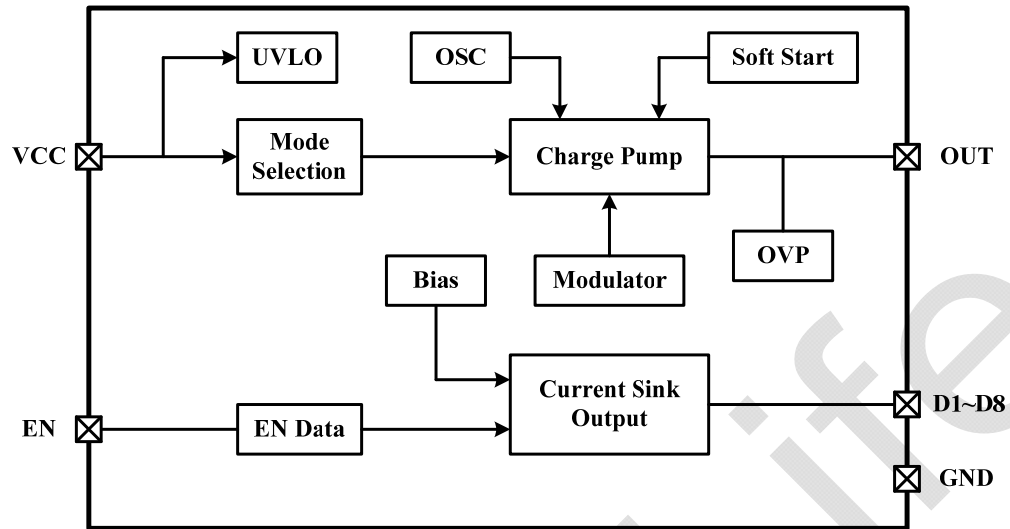 UVLO
OSC
Soft Start
VCC
Mode
Selection
Charge Pump
OUT
OVP
Bias
Modulator
Current Sink
Output
EN
EN Data
D1~D8
GND
ife